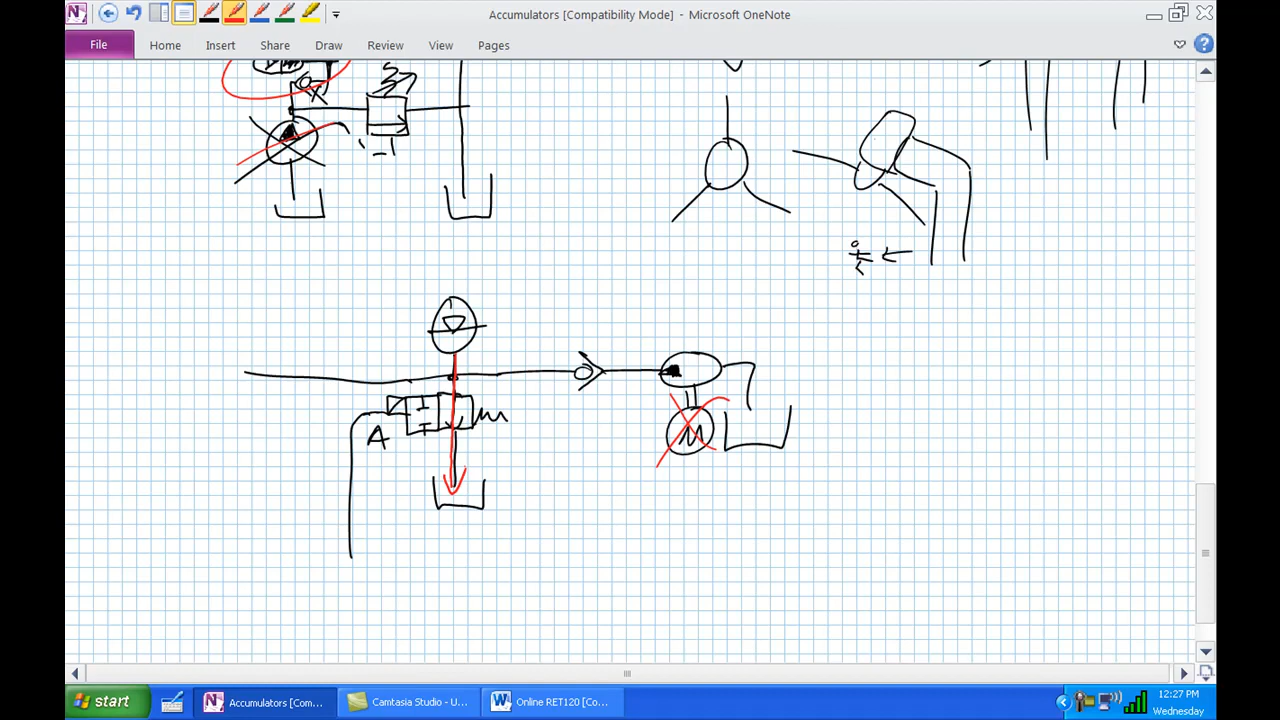 Accumulators [Compatibility Mode] - Microsoft OneNote
File Home Insert Share Draw Review View Pages
A
M
start Accumulators [Com... Camtasia Studio - U... Online RET120 [Co... 12:27 PM
Wednesday